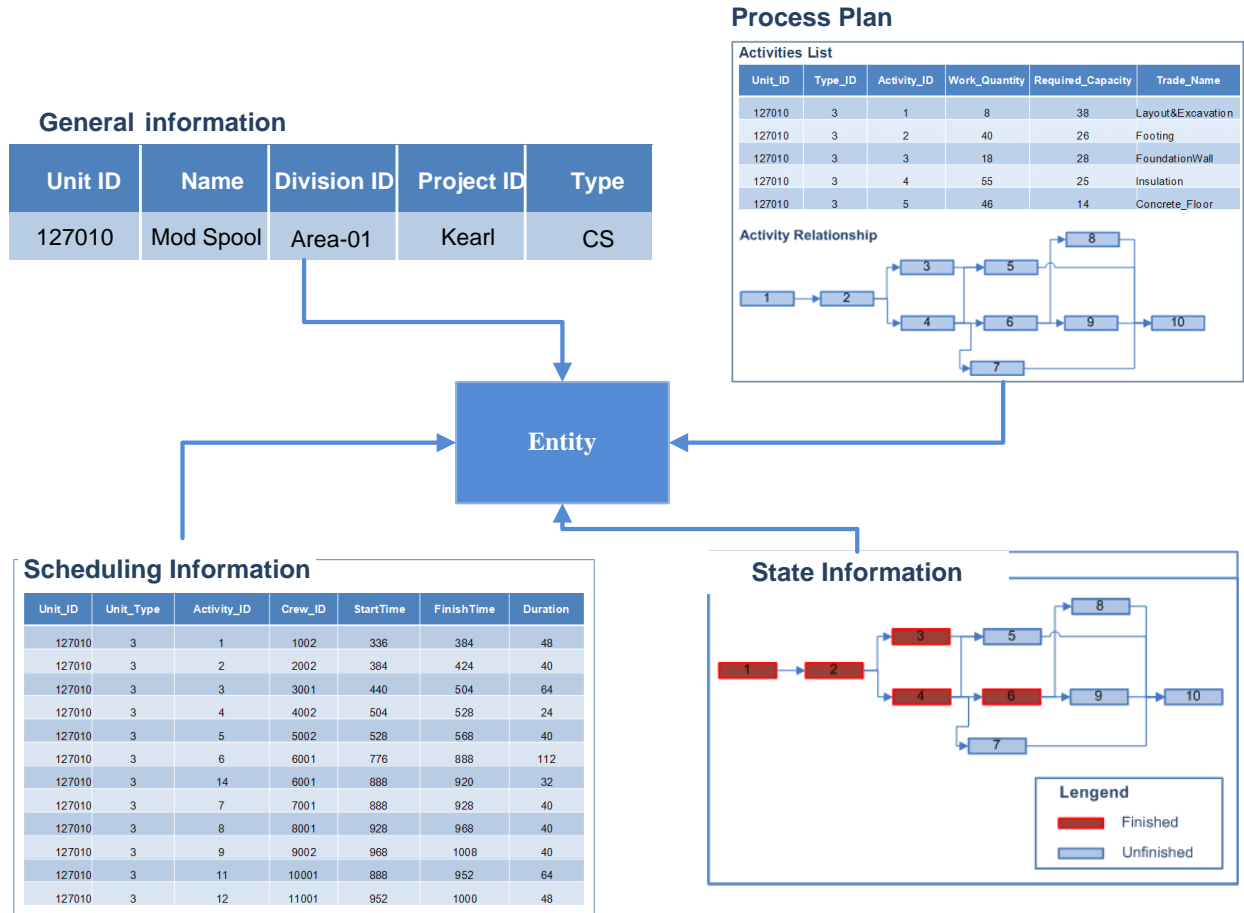 Process Plan
Activities List
Unit_ID Type_ID Activity_ID Work_Quantity Required_Capacity Trade_Name
127010 3 1 8 38 Layout&Excavation
127010 3 2 40 26 Footing
127010 3 3 18 28 FoundationWall
127010 3 4 55 25 Insulation
127010 3 5 46 14 Concrete_Floor
Activity Relationship
8
3 5
1 2
4 6 9 10
7
General information
Unit ID Name Division ID Project ID Type
127010 Mod Spool Area-01 Kearl CS
Entity
Scheduling Information
Unit_ID Unit_Type Activity_ID Crew_ID StartTime FinishTime Duration
127010 3 1 1002 336 384 48
127010 3 2 2002 384 424 40
127010 3 3 3001 440 504 64
127010 3 4 4002 504 528 24
127010 3 5 5002 528 568 40
127010 3 6 6001 776 888 112
127010 3 14 6001 888 920 32
127010 3 7 7001 888 928 40
127010 3 8 8001 928 968 40
127010 3 9 9002 968 1008 40
127010 3 11 10001 888 952 64
127010 3 12 11001 952 1000 48
State Information
8
3 5
1 2
4 6 9 10
7
Lengend
Finished
Unfinished